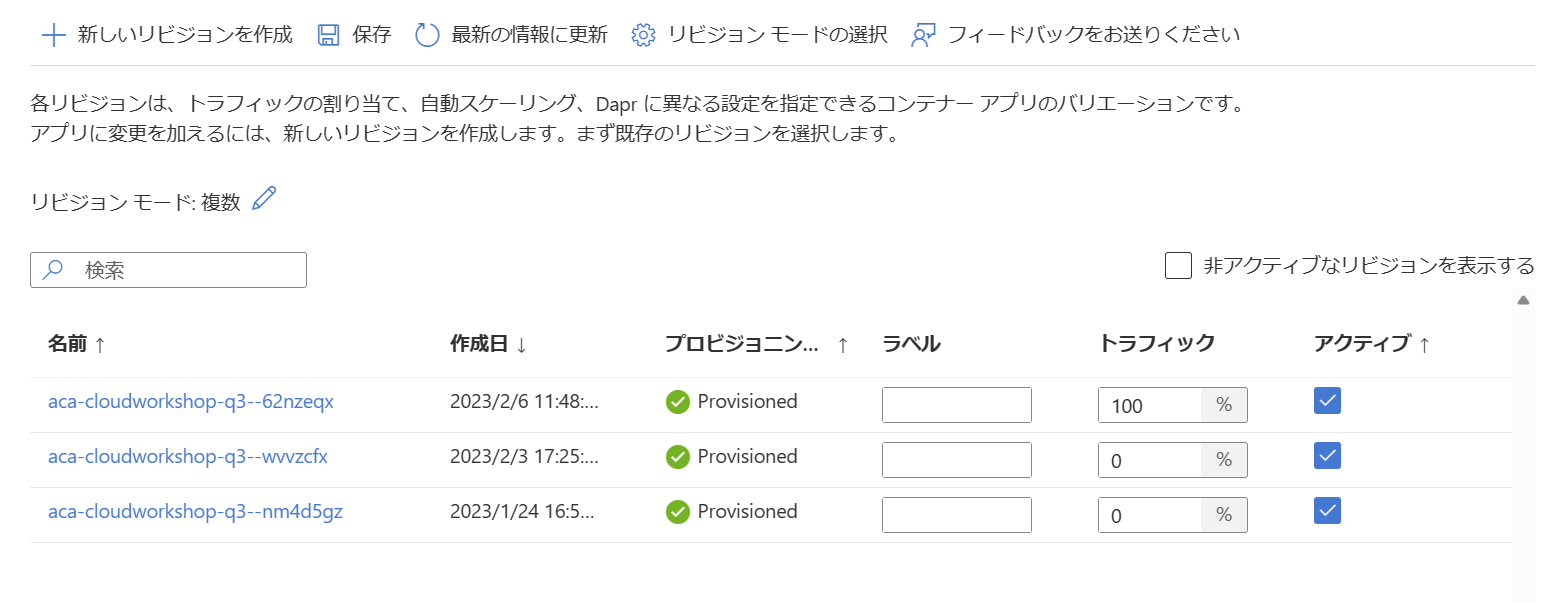 新しいリビジョンを作成 保存 最新の情報に更新 リビジョン モードの選択 フィードバックをお送りください
各リビジョンは、トラフィックの割り当て、自動スケーリング、Dapr に異なる設定を指定できるコンテナー アプリのバリエーションです。
アプリに変更を加えるには、新しいリビジョンを作成します。まず既存のリビジョンを選択します。
リビジョン モード: 複数
検索 非アクティブなリビジョンを表示する
名前 ↑ 作成日 ↓ プロビジョニン... ↑ ラベル トラフィック アクティブ ↑
aca-cloudworkshop-q3--62nzeqx 2023/2/6 11:48:... Provisioned 100 %
aca-cloudworkshop-q3--wvvzcfx 2023/2/3 17:25:... Provisioned 0 %
aca-cloudworkshop-q3--nm4d5gz 2023/1/24 16:5... Provisioned 0 %